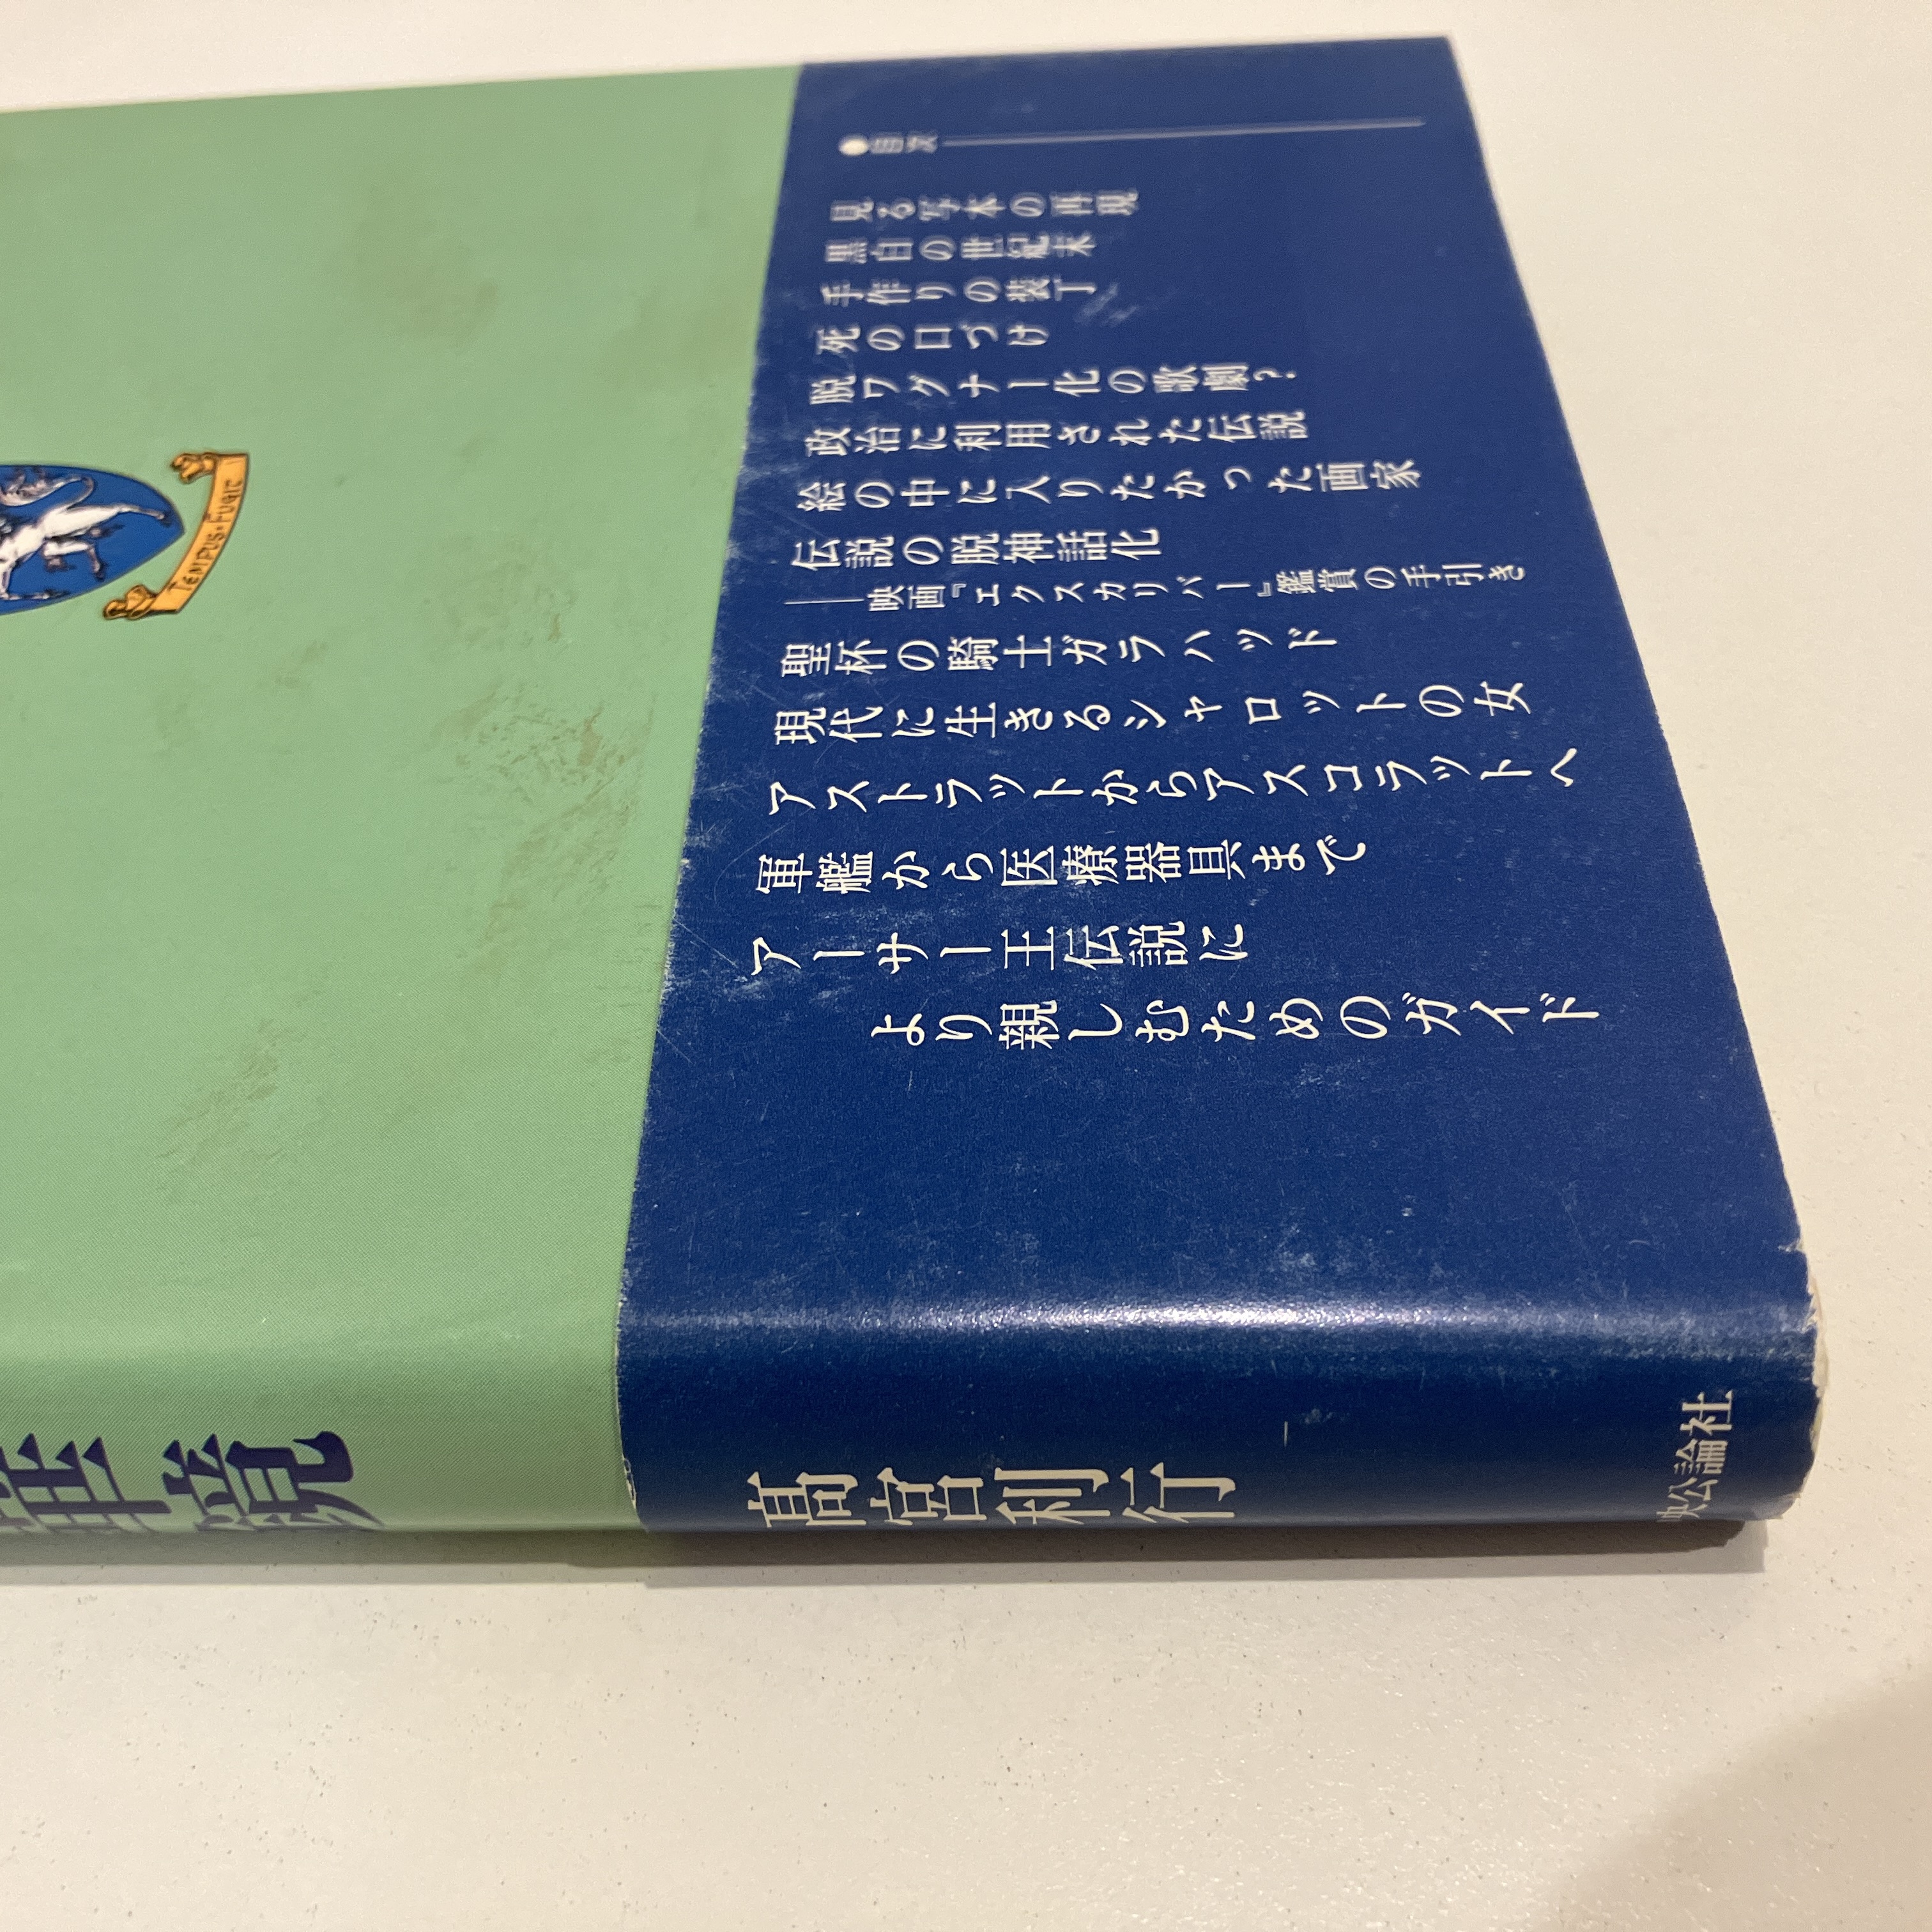 ●目次
見る写本の再現
黒白の世紀末
手作りの装丁
死の口づけ
脱ワグナー化の歌劇?
政治に利用された伝説
絵の中に入りたかった画家
伝説の脱神話化
――映画『エクスカリバー』鑑賞の手引き
聖杯の騎士ガラハッド
現代に生きるシャロットの女
アストラットからアスコラットへ
軍艦から医療器具まで
アーサー王伝説に
より親しむためのガイド
TEMPUS·FUGIT
高宮利行
央公論社